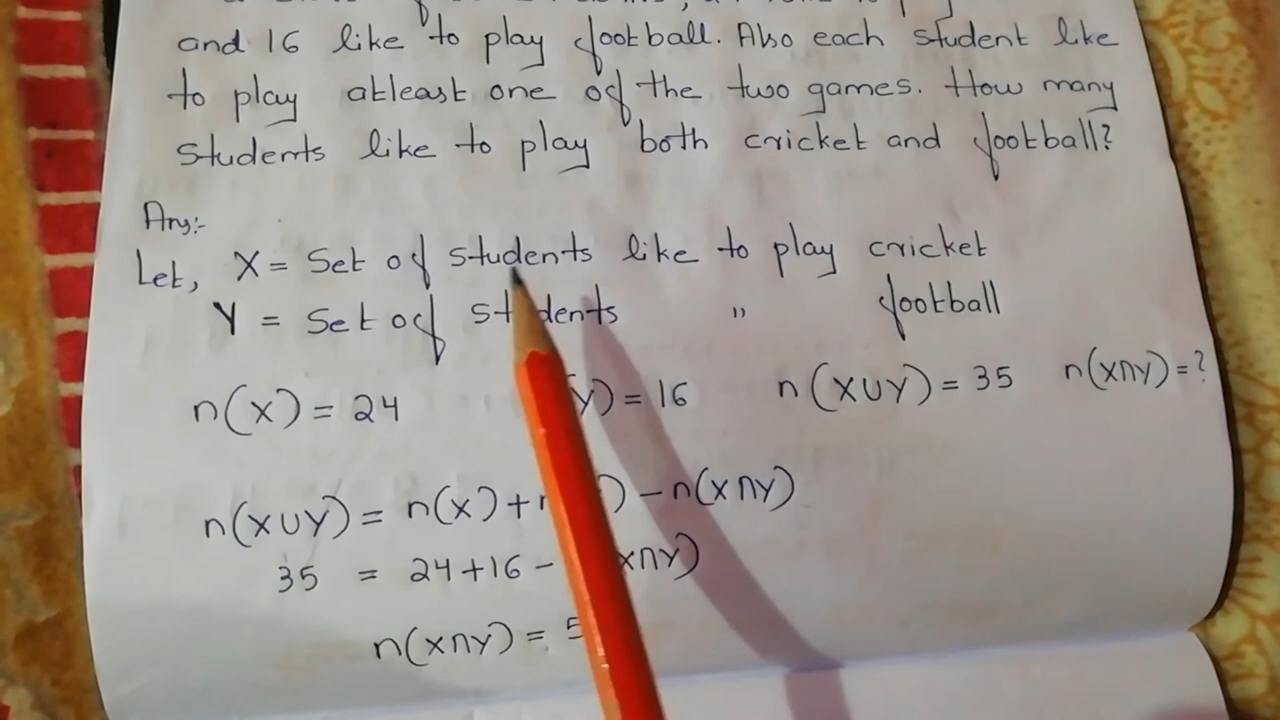 and 16 like to play football. Also each student like
to play atleast one of the two games. How many
students like to play both cricket and football?
Ans:-
Let, X = Set of students like to play cricket
Y = Set of students " football
n(X) = 24 Y) = 16 n(X∪Y) = 35 n(X∩Y) = ?
n(X∪Y) = n(X) + n ) - n(X∩Y)
35 = 24+16 - X∩Y)
n(X∩Y) = 5